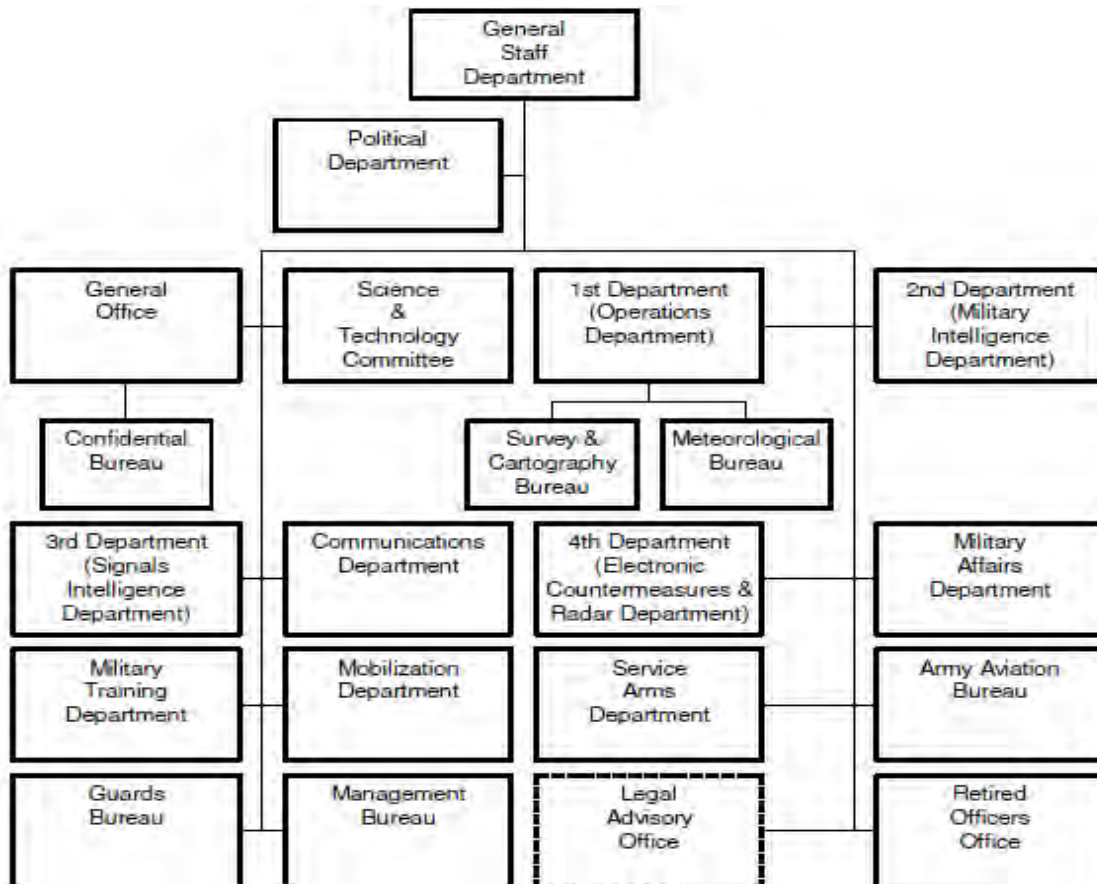 General
Staff
Department
Political
Department
General
Office
Science
&
Technology
Committee
1st Department
(Operations
Department)
2nd Department
(Military
Intelligence
Department)
Confidential
Bureau
Survey &
Cartography
Bureau
Meteorological
Bureau
3rd Department
(Signals
Intelligence
Department)
Communications
Department
4th Department
(Electronic
Countermeasures &
Radar Department)
Military
Affairs
Department
Military
Training
Department
Mobilization
Department
Service
Arms
Department
Army Aviation
Bureau
Guards
Bureau
Management
Bureau
Legal
Advisory
Office
Retired
Officers
Office